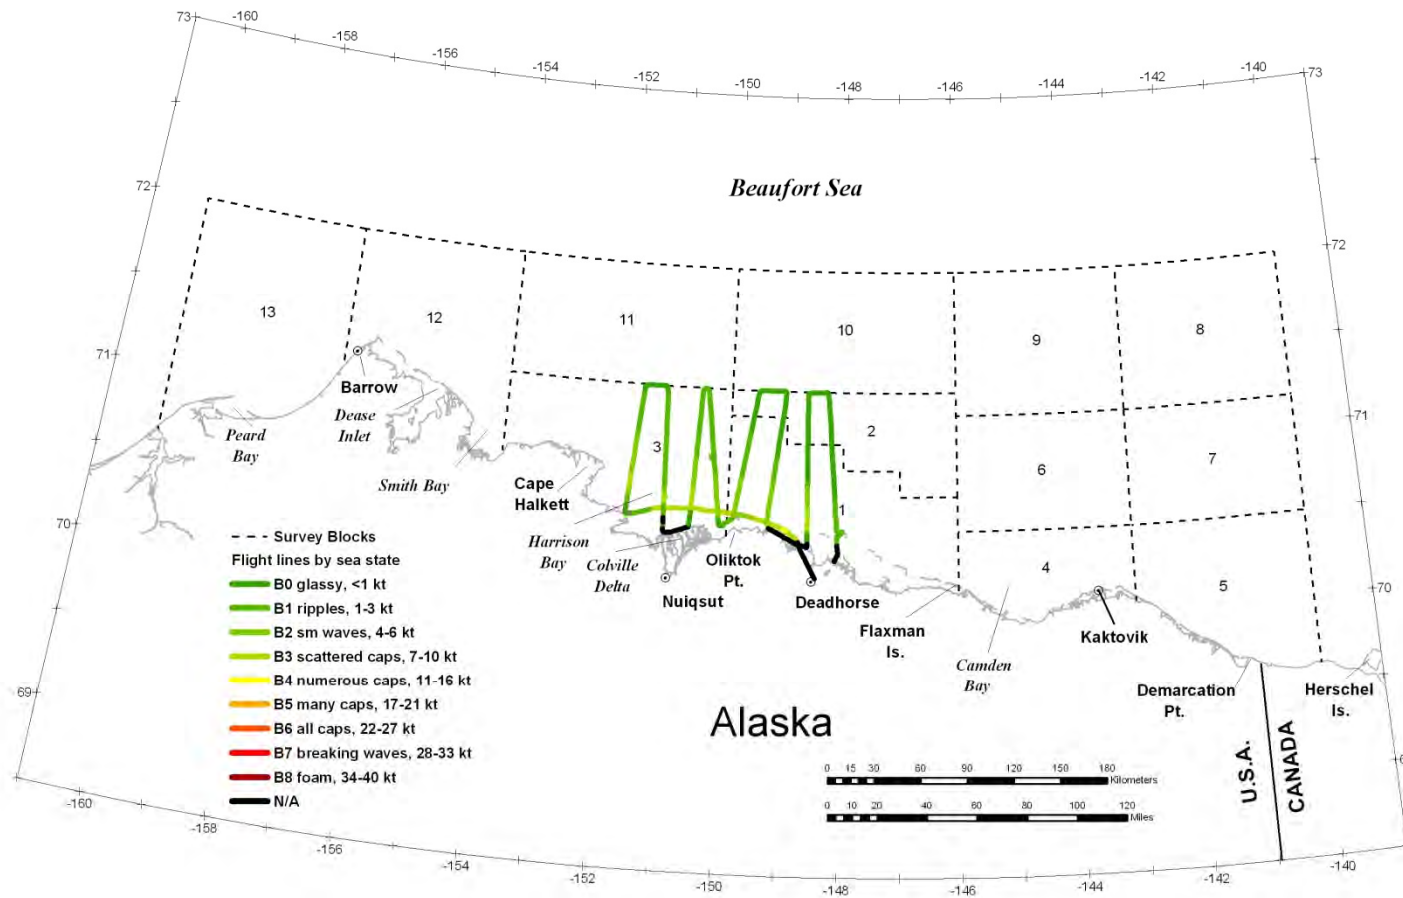 73
-160
-158
-156
-154
-152
-150
-148
-146
-144
-142
-140
73
72
Beaufort Sea
72
13
12
11
10
9
8
71
Barrow
Dease
Inlet
Peard
Bay
Smith Bay
3
2
71
6
7
Cape
Halkett
70
1
Survey Blocks
Harrison
Bay
Colville
Delta
Oliktok
Pt.
Nuiqsut
Deadhorse
Flaxman
Is.
4
5
70
Kaktovik
Camden
Bay
Flight lines by sea state
B0 glassy, <1 kt
B1 ripples, 1-3 kt
B2 sm waves, 4-6 kt
B3 scattered caps, 7-10 kt
B4 numerous caps, 11-16 kt
B5 many caps, 17-21 kt
B6 all caps, 22-27 kt
B7 breaking waves, 28-33 kt
B8 foam, 34-40 kt
N/A
69
Demarcation
Pt.
Herschel
Is.
Alaska
U.S.A.
CANADA
0 15 30 60 90 120 150 180
Kilometers
0 10 20 40 60 80 100 120
Miles
-160
-158
-156
-154
-152
-150
-148
-146
-144
-142
-140